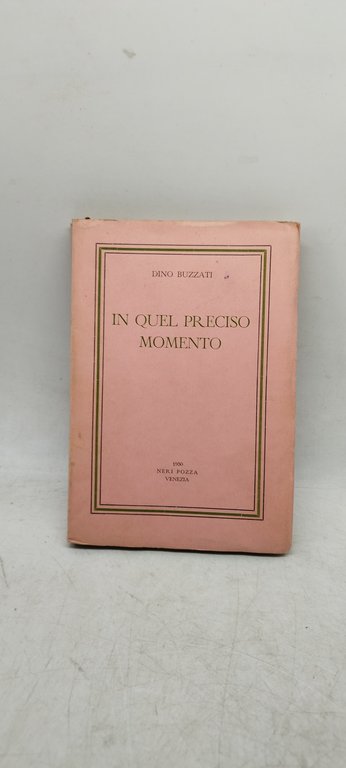 DINO BUZZATI
IN QUEL PRECISO
MOMENTO
1950
NERI POZZA
VENEZIA